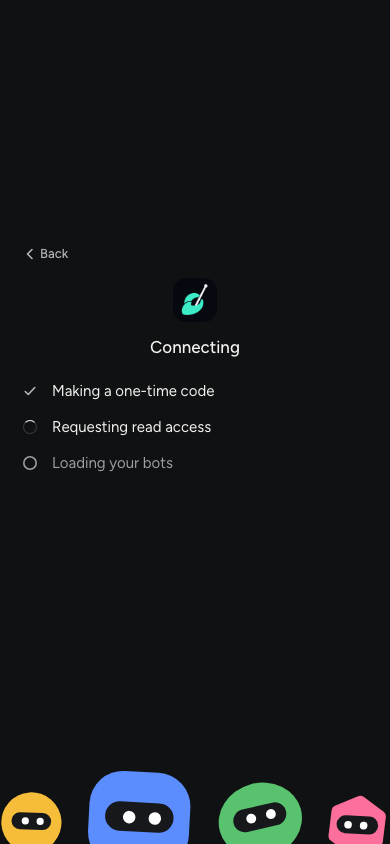 Back
Connecting
Making a one-time code
Requesting read access
Loading your bots